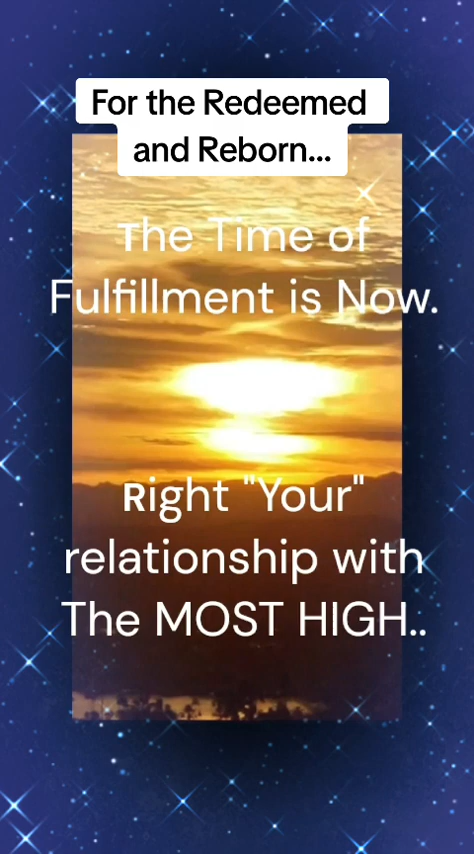 For the Redeemed
and Reborn...
The Time of
Fulfillment is Now.
Right "Your"
relationship with
The MOST HIGH..